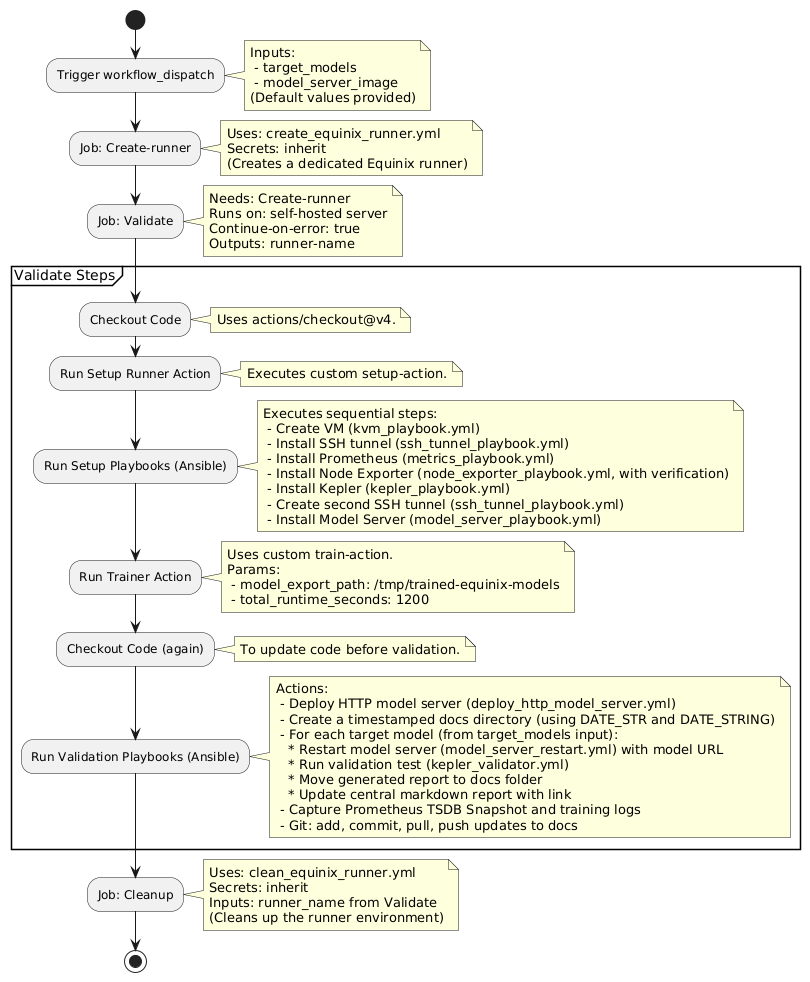 Trigger workflow_dispatch
Inputs:
- target_models
- model_server_image
(Default values provided)
Job: Create-runner
Uses: create_equinix_runner.yml
Secrets: inherit
(Creates a dedicated Equinix runner)
Job: Validate
Needs: Create-runner
Runs on: self-hosted server
Continue-on-error: true
Outputs: runner-name
Validate Steps
Checkout Code
Uses actions/checkout@v4.
Run Setup Runner Action
Executes custom setup-action.
Run Setup Playbooks (Ansible)
Executes sequential steps:
- Create VM (kvm_playbook.yml)
- Install SSH tunnel (ssh_tunnel_playbook.yml)
- Install Prometheus (metrics_playbook.yml)
- Install Node Exporter (node_exporter_playbook.yml, with verification)
- Install Kepler (kepler_playbook.yml)
- Create second SSH tunnel (ssh_tunnel_playbook.yml)
- Install Model Server (model_server_playbook.yml)
Run Trainer Action
Uses custom train-action.
Params:
- model_export_path: /tmp/trained-equinix-models
- total_runtime_seconds: 1200
Checkout Code (again)
To update code before validation.
Run Validation Playbooks (Ansible)
Actions:
- Deploy HTTP model server (deploy_http_model_server.yml)
- Create a timestamped docs directory (using DATE_STR and DATE_STRING)
- For each target model (from target_models input):
* Restart model server (model_server_restart.yml) with model URL
* Run validation test (kepler_validator.yml)
* Move generated report to docs folder
* Update central markdown report with link
- Capture Prometheus TSDB Snapshot and training logs
- Git: add, commit, pull, push updates to docs
Job: Cleanup
Uses: clean_equinix_runner.yml
Secrets: inherit
Inputs: runner_name from Validate
(Cleans up the runner environment)